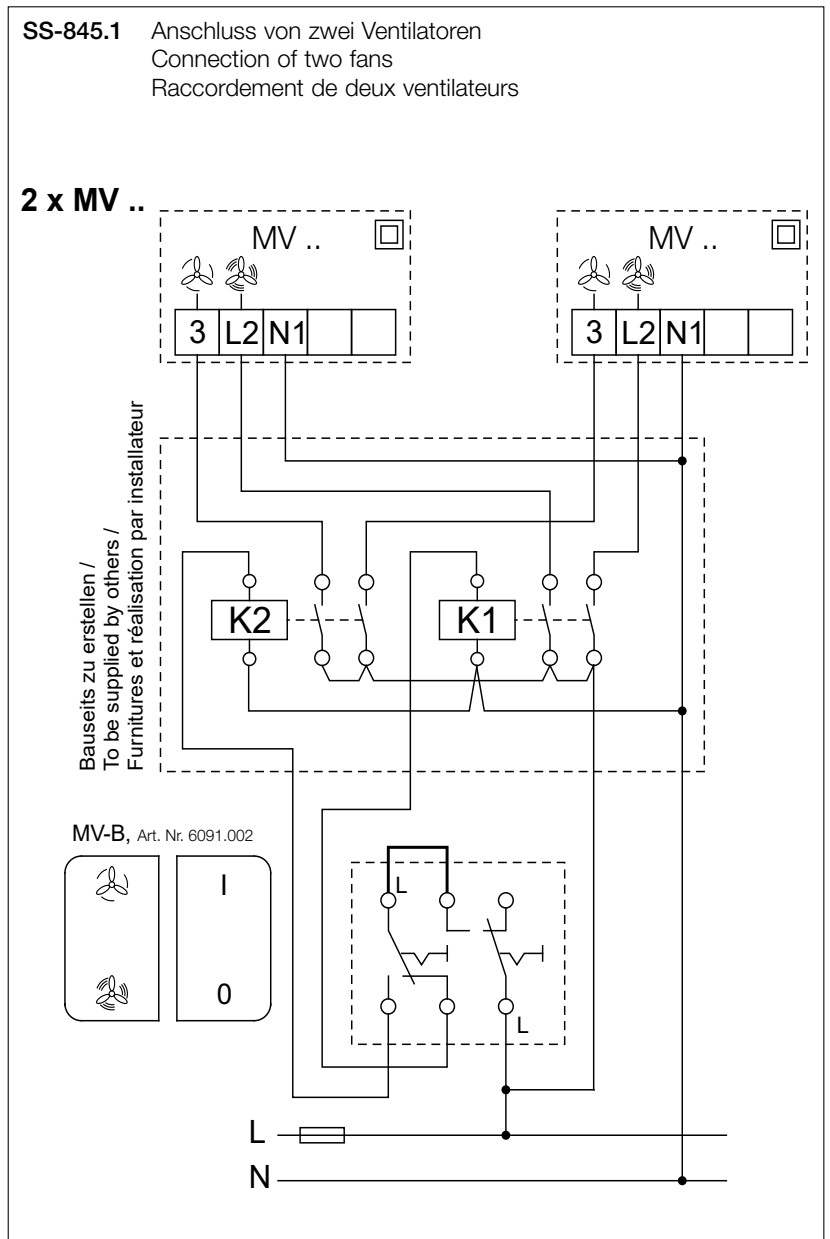 SS-845.1 Anschluss von zwei Ventilatoren
Connection of two fans
Raccordement de deux ventilateurs
2 x MV ..
MV ..
MV ..
3 L2 N1
3 L2 N1
Bauseits zu erstellen /
To be supplied by others /
Furnitures et réalisation par installateur
K2
K1
MV-B, Art. Nr. 6091.002
I
0
L
L
L
N